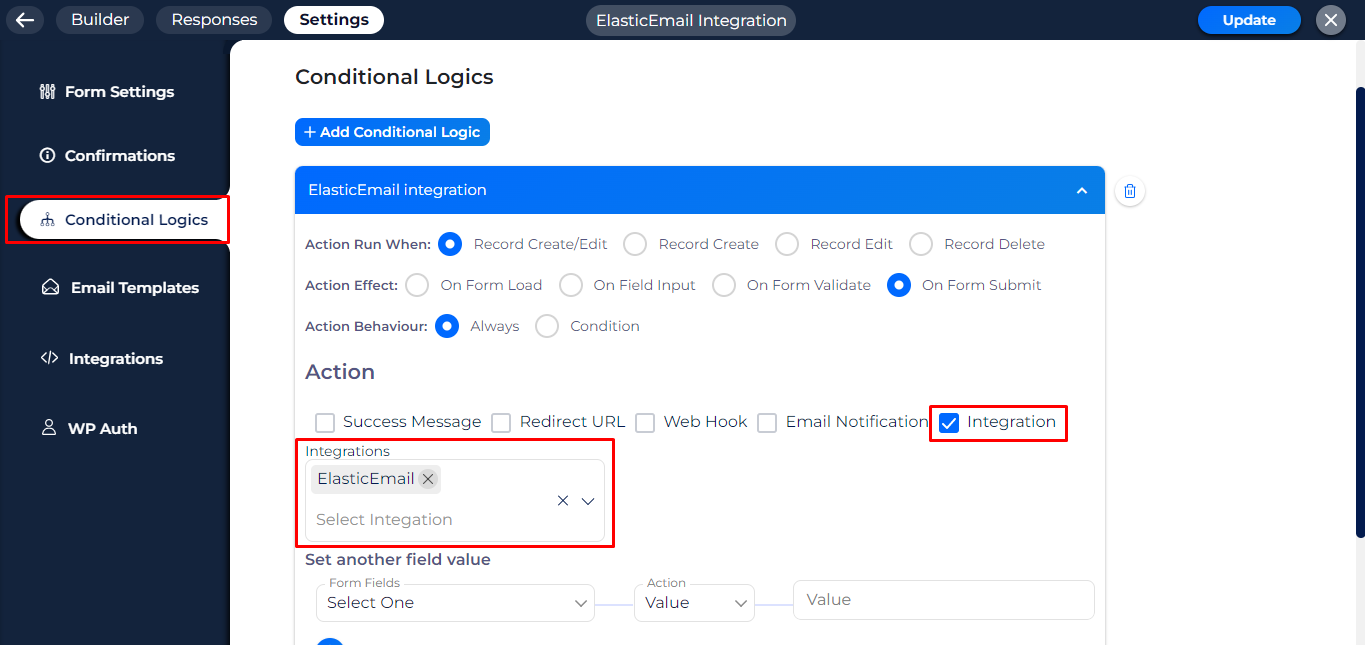 Builder Responses Settings ElasticEmail Integration Update
Form Settings
Confirmations
Conditional Logics
Email Templates
Integrations
WP Auth
Conditional Logics
+ Add Conditional Logic
ElasticEmail integration
Action Run When: Record Create/Edit Record Create Record Edit Record Delete
Action Effect: On Form Load On Field Input On Form Validate On Form Submit
Action Behaviour: Always Condition
Action
Success Message Redirect URL Web Hook Email Notification Integration
Integrations
ElasticEmail
Select Integation
Set another field value
Form Fields Action
Select One Value Value